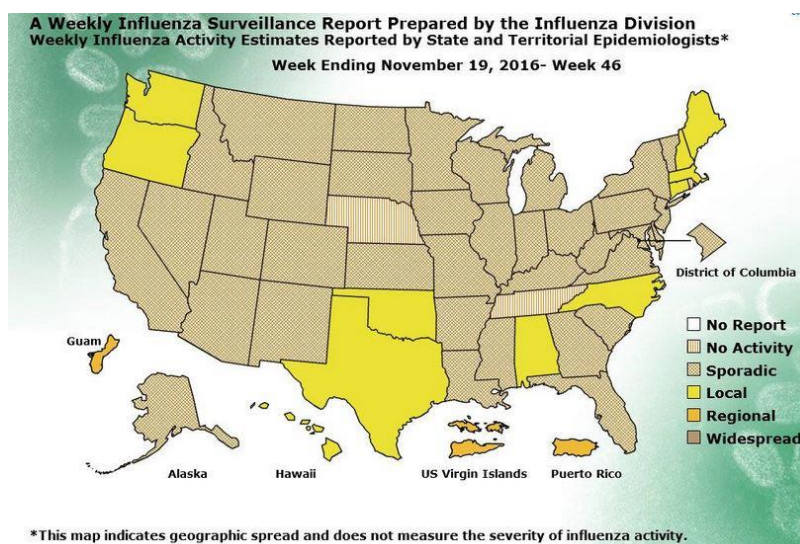 A Weekly Influenza Surveillance Report Prepared by the Influenza Division
Weekly Influenza Activity Estimates Reported by State and Territorial Epidemiologists*
Week Ending November 19, 2016- Week 46
District of Columbia
Guam
No Report
No Activity
Sporadic
Local
Regional
Widespread
Alaska
Hawaii
US Virgin Islands
Puerto Rico
*This map indicates geographic spread and does not measure the severity of influenza activity.